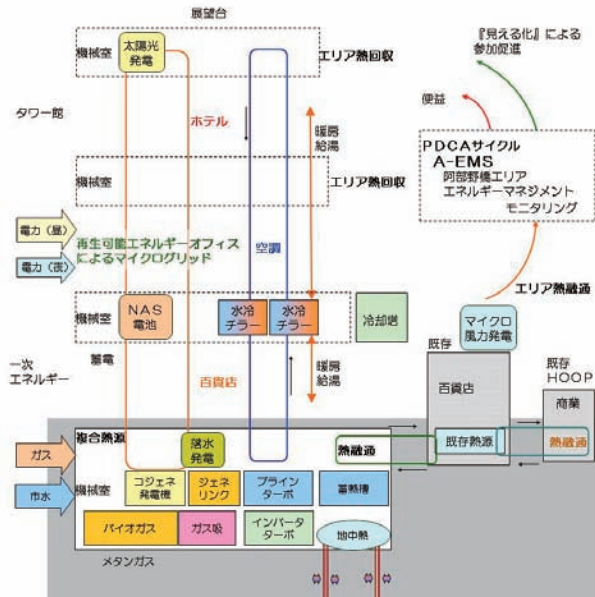 展望台
機械室
太陽光
発電
エリア熱回収
『見える化』による
参加促進
便益
タワー館
ホテル
暖房
給湯
PDCAサイクル
A-EMS
阿部野橋エリア
エネルギーマネジメント
モニタリング
機械室
エリア熱回収
電力（昼）
再生可能エネルギーオフィス
によるマイクログリッド
空調
電力（夜）
エリア熱融通
機械室
NAS
電池
水冷
チラー
水冷
チラー
冷却塔
マイクロ
風力発電
既存
蓄電
一次
エネルギー
百貨店
暖房
給湯
百貨店
既存
HOOP
商業
複合熱源
落水
発電
熱融通
既存熱源
熱融通
ガス
機械室
コジェネ
発電機
ジェネ
リンク
ブライン
ターボ
蓄熱槽
市水
バイオガス
ガス吸
インバータ
ターボ
地中熱
メタンガス